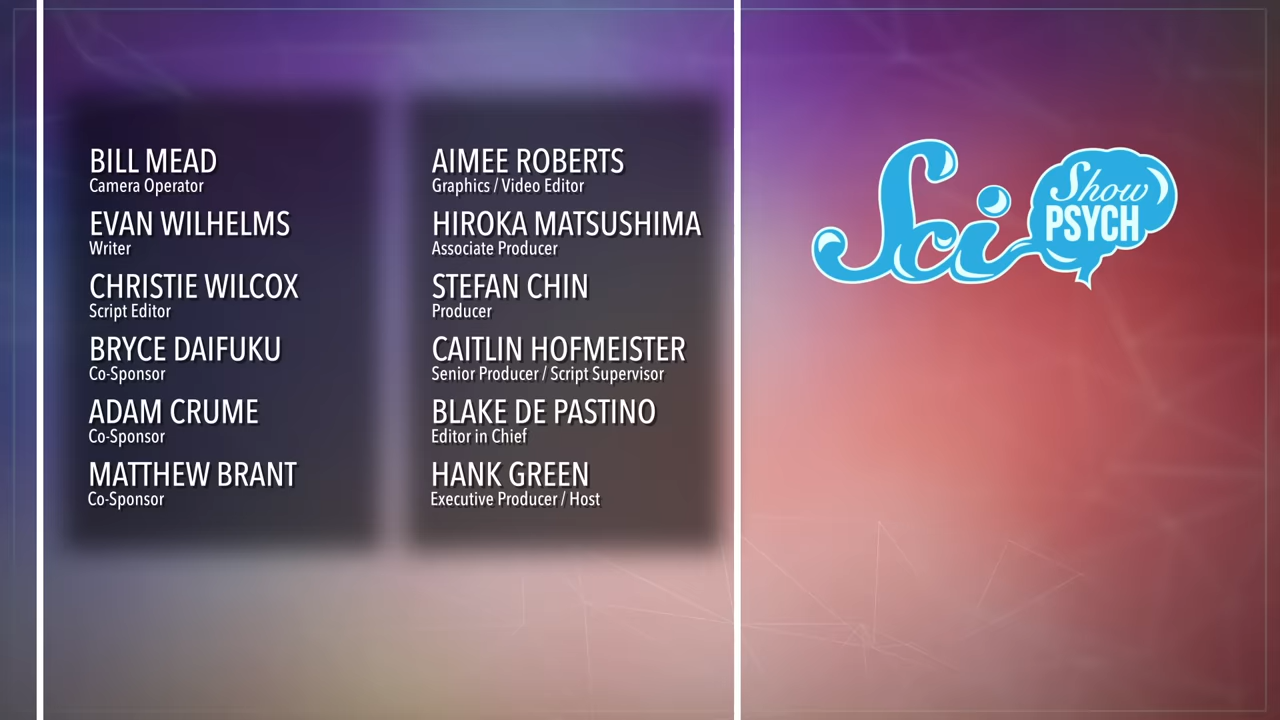 BILL MEAD
Camera Operator
EVAN WILHELMS
Writer
CHRISTIE WILCOX
Script Editor
BRYCE DAIFUKU
Co-Sponsor
ADAM CRUME
Co-Sponsor
MATTHEW BRANT
Co-Sponsor
AIMEE ROBERTS
Graphics / Video Editor
HIROKA MATSUSHIMA
Associate Producer
STEFAN CHIN
Producer
CAITLIN HOFMEISTER
Senior Producer / Script Supervisor
BLAKE DE PASTINO
Editor in Chief
HANK GREEN
Executive Producer / Host
Sci Show
PSYCH